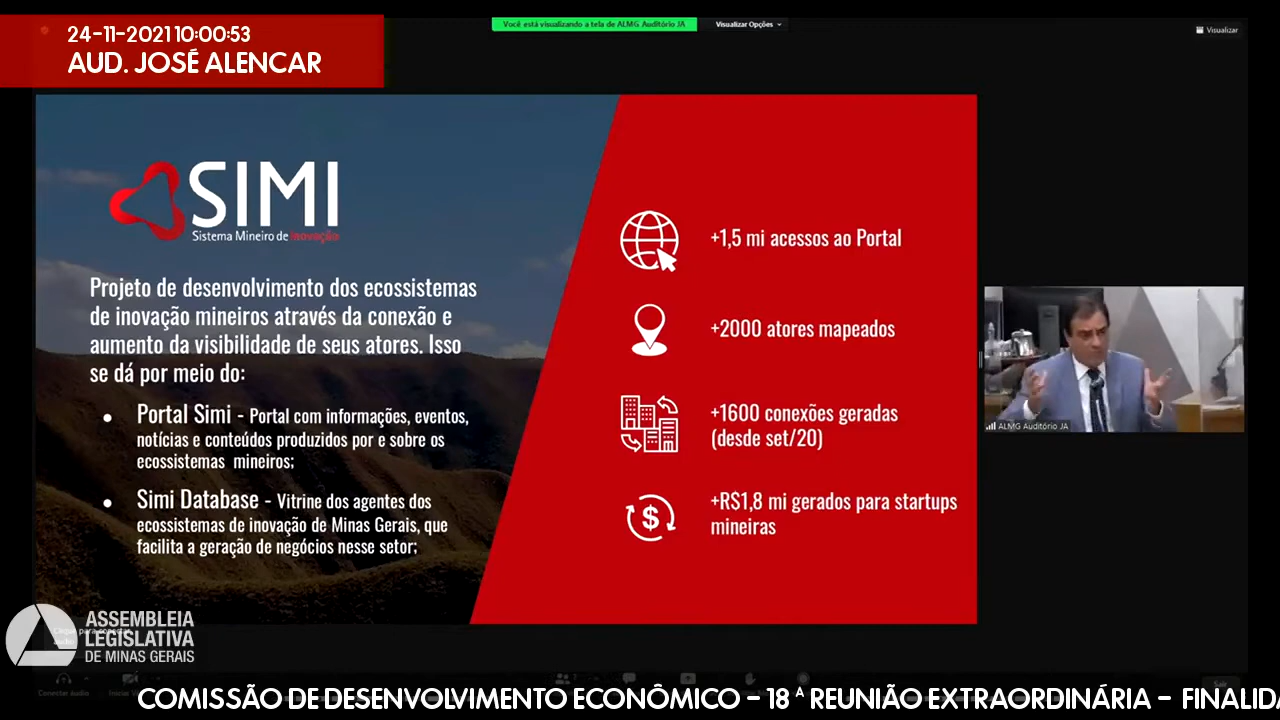 24-11-2021 10:00:53
AUD. JOSÉ ALENCAR
Você está visualizando a tela de ALMG Auditório JA
Visualizar Opções
Visualizar
SIMI
Sistema Mineiro de inovação
Projeto de desenvolvimento dos ecossistemas
de inovação mineiros através da conexão e
aumento da visibilidade de seus atores. Isso
se dá por meio do:
• Portal Simi - Portal com informações, eventos,
notícias e conteúdos produzidos por e sobre os
ecossistemas mineiros;
• Simi Database - Vitrine dos agentes dos
ecossistemas de inovação de Minas Gerais, que
facilita a geração de negócios nesse setor;
+1,5 mi acessos ao Portal
+2000 atores mapeados
+1600 conexões geradas
(desde set/20)
+R$1,8 mi gerados para startups
mineiras
ALMG Auditório JA
ASSEMBLEIA
LEGISLATIVA
DE MINAS GERAIS
Conectar Áudio
Sair
COMISSÃO DE DESENVOLVIMENTO ECONÔMICO - 18 ª REUNIÃO EXTRAORDINÁRIA - FINALIDA